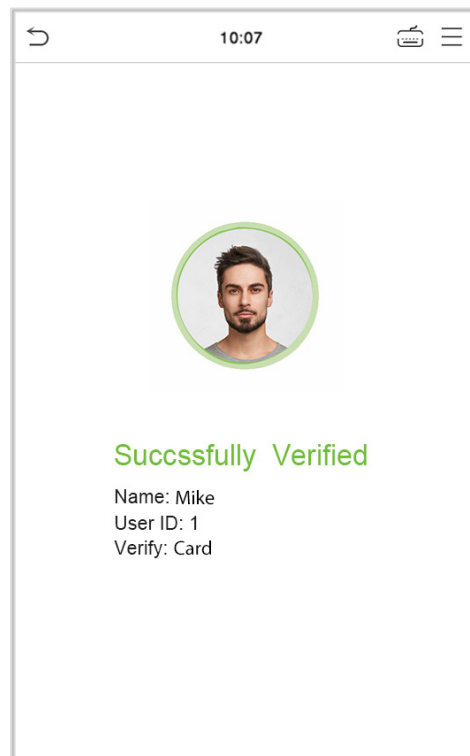 10:07
Succssfully Verified
Name: Mike
User ID: 1
Verify: Card